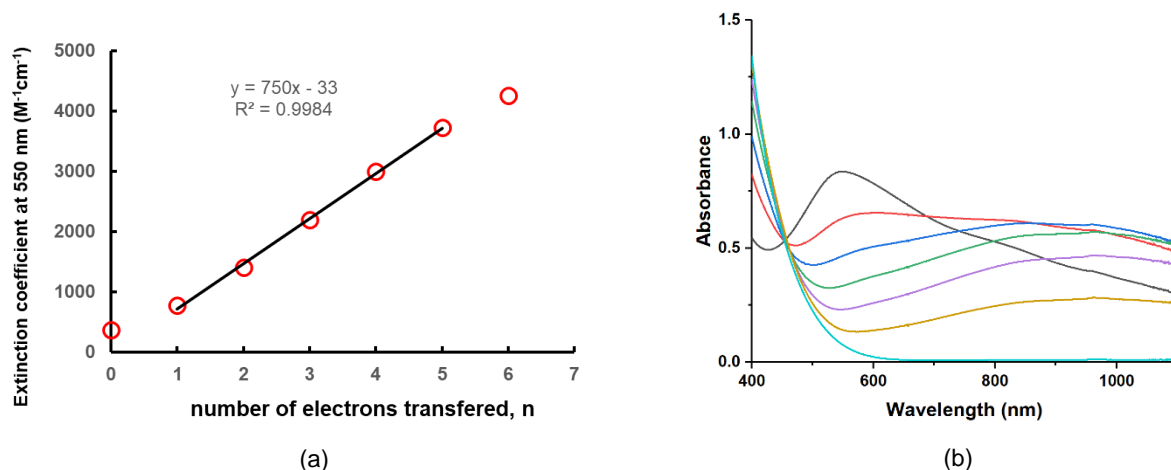 5000
4000
3000
2000
1000
0
0 1 2 3 4 5 6 7
Extinction coefficient at 550 nm (M⁻¹cm⁻¹)
y = 750x - 33
R² = 0.9984
number of electrons transfered, n
(a)
1.5
1.0
0.5
0.0
400 600 800 1000
Absorbance
Wavelength (nm)
(b)